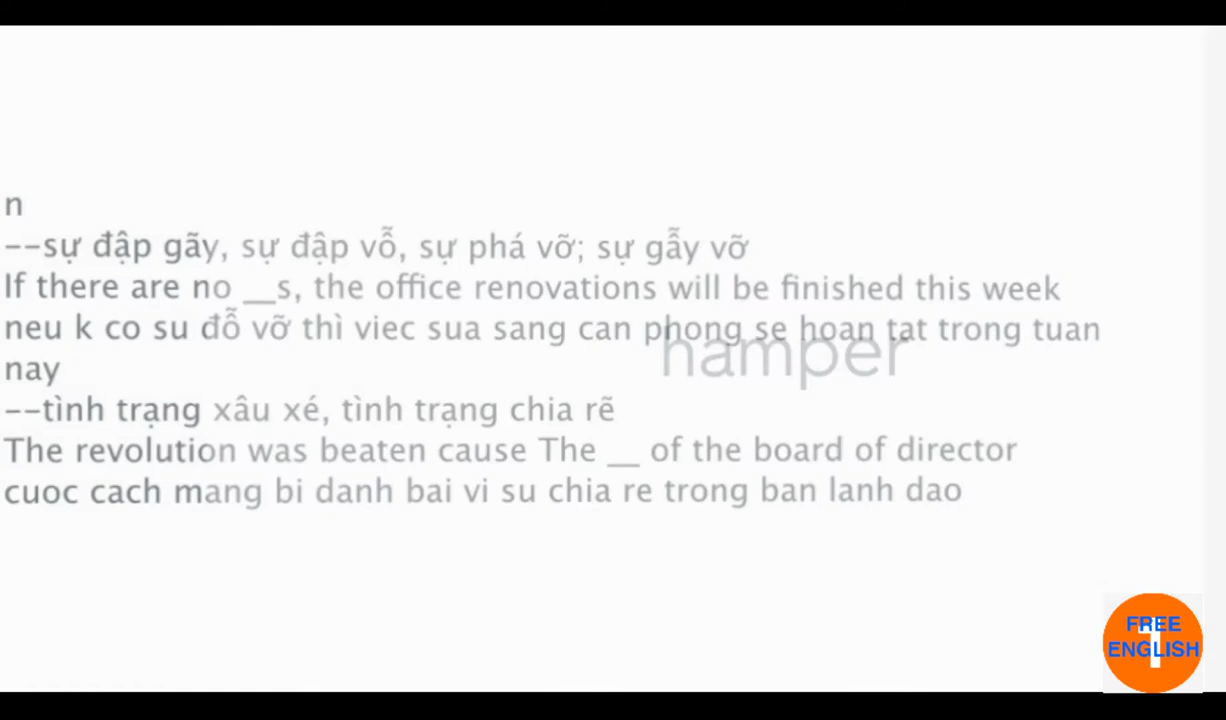 n
--sự đập gãy, sự đập vỗ, sự phá vỡ; sự gẫy vỡ
If there are no __s, the office renovations will be finished this week
neu k co su đỗ vỡ thì viec sua sang can phong se hoan tat trong tuan
hamper
nay
--tình trạng xâu xé, tình trạng chia rẽ
The revolution was beaten cause The __ of the board of director
cuoc cach mang bi danh bai vi su chia re trong ban lanh dao
FREE
1
ENGLISH